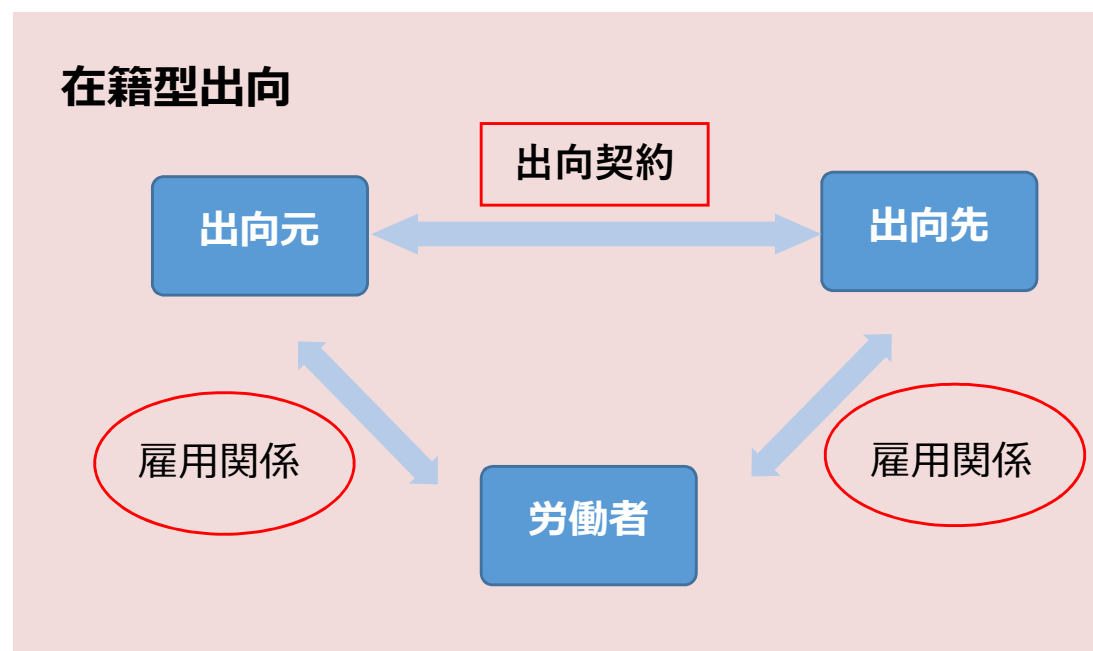 在籍型出向
出向契約
出向元
出向先
雇用関係
雇用関係
労働者